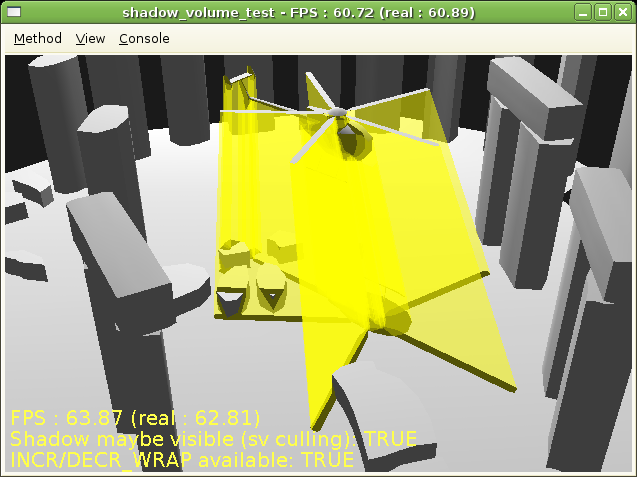 shadow_volume_test - FPS : 60.72 (real : 60.89)
Method View Console
FPS : 63.87 (real : 62.81)
Shadow maybe visible (sv culling): TRUE
INCR/DECR_WRAP available: TRUE